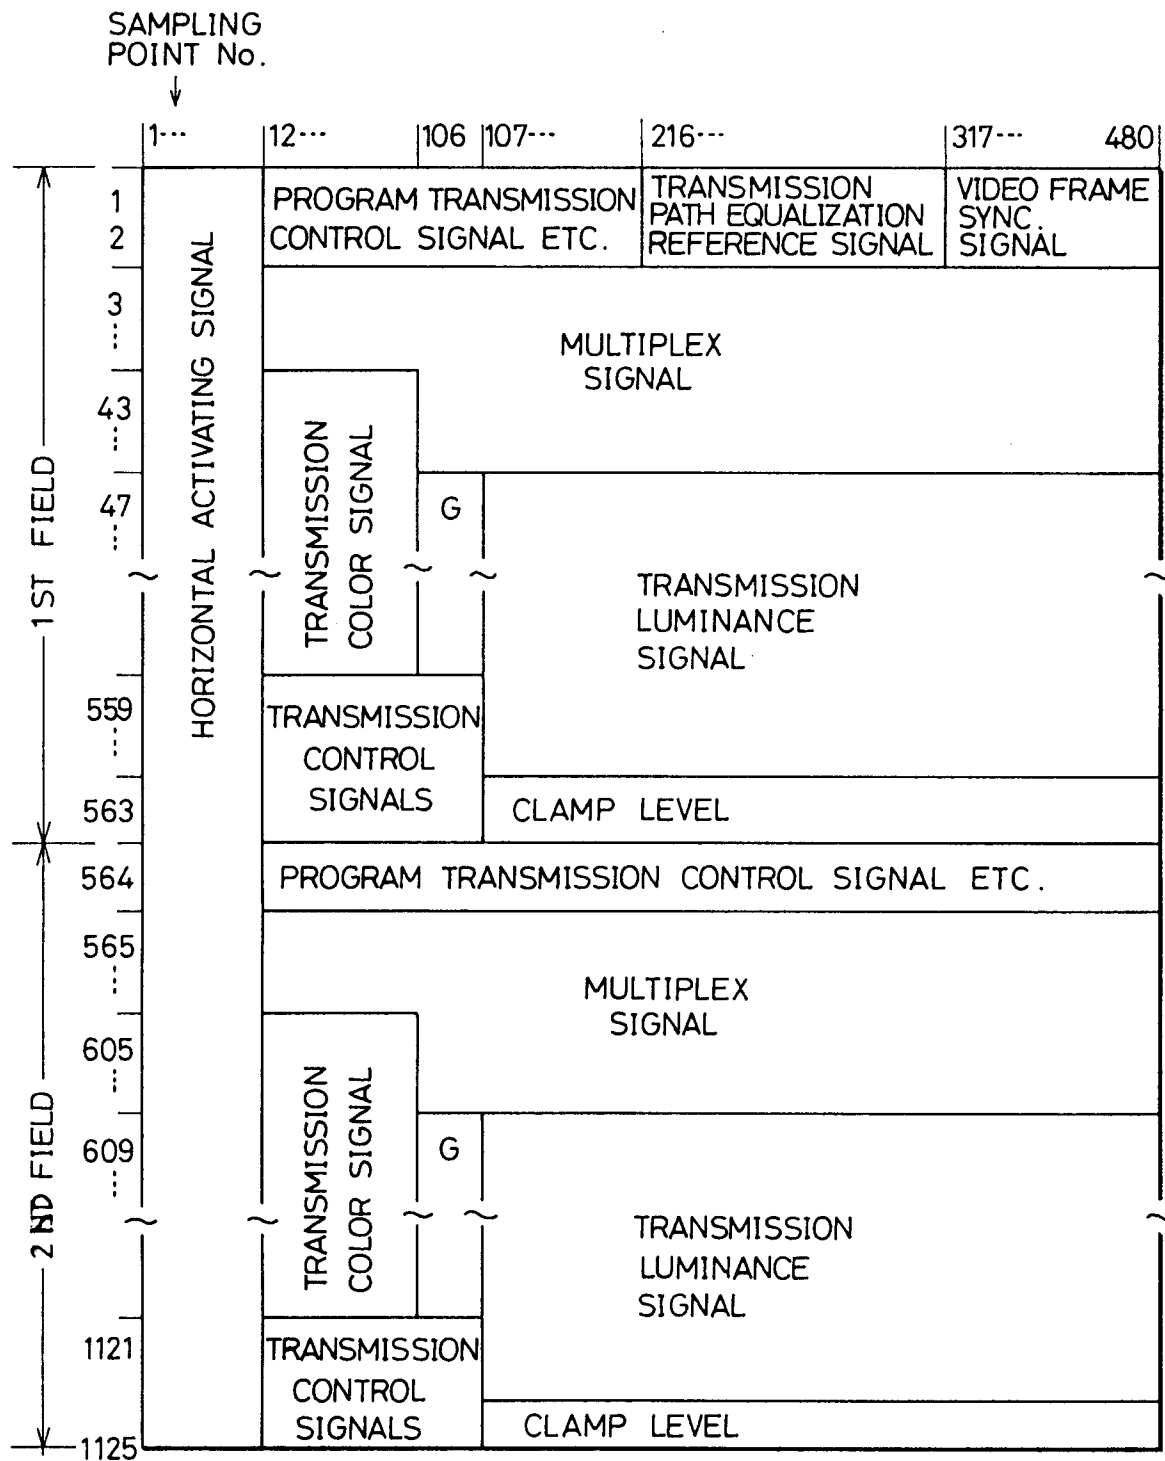 SAMPLING
POINT No.
1··· 12··· 106 107··· 216··· 317··· 480
1
2
PROGRAM TRANSMISSION
CONTROL SIGNAL ETC.
TRANSMISSION
PATH EQUALIZATION
REFERENCE SIGNAL
VIDEO FRAME
SYNC.
SIGNAL
HORIZONTAL ACTIVATING SIGNAL
1ST FIELD
3
MULTIPLEX
SIGNAL
43
TRANSMISSION
COLOR SIGNAL
47
G
TRANSMISSION
LUMINANCE
SIGNAL
559
TRANSMISSION
CONTROL
SIGNALS
563
CLAMP LEVEL
2ND FIELD
564
PROGRAM TRANSMISSION CONTROL SIGNAL ETC.
565
MULTIPLEX
SIGNAL
605
TRANSMISSION
COLOR SIGNAL
609
G
TRANSMISSION
LUMINANCE
SIGNAL
1121
TRANSMISSION
CONTROL
SIGNALS
CLAMP LEVEL
1125